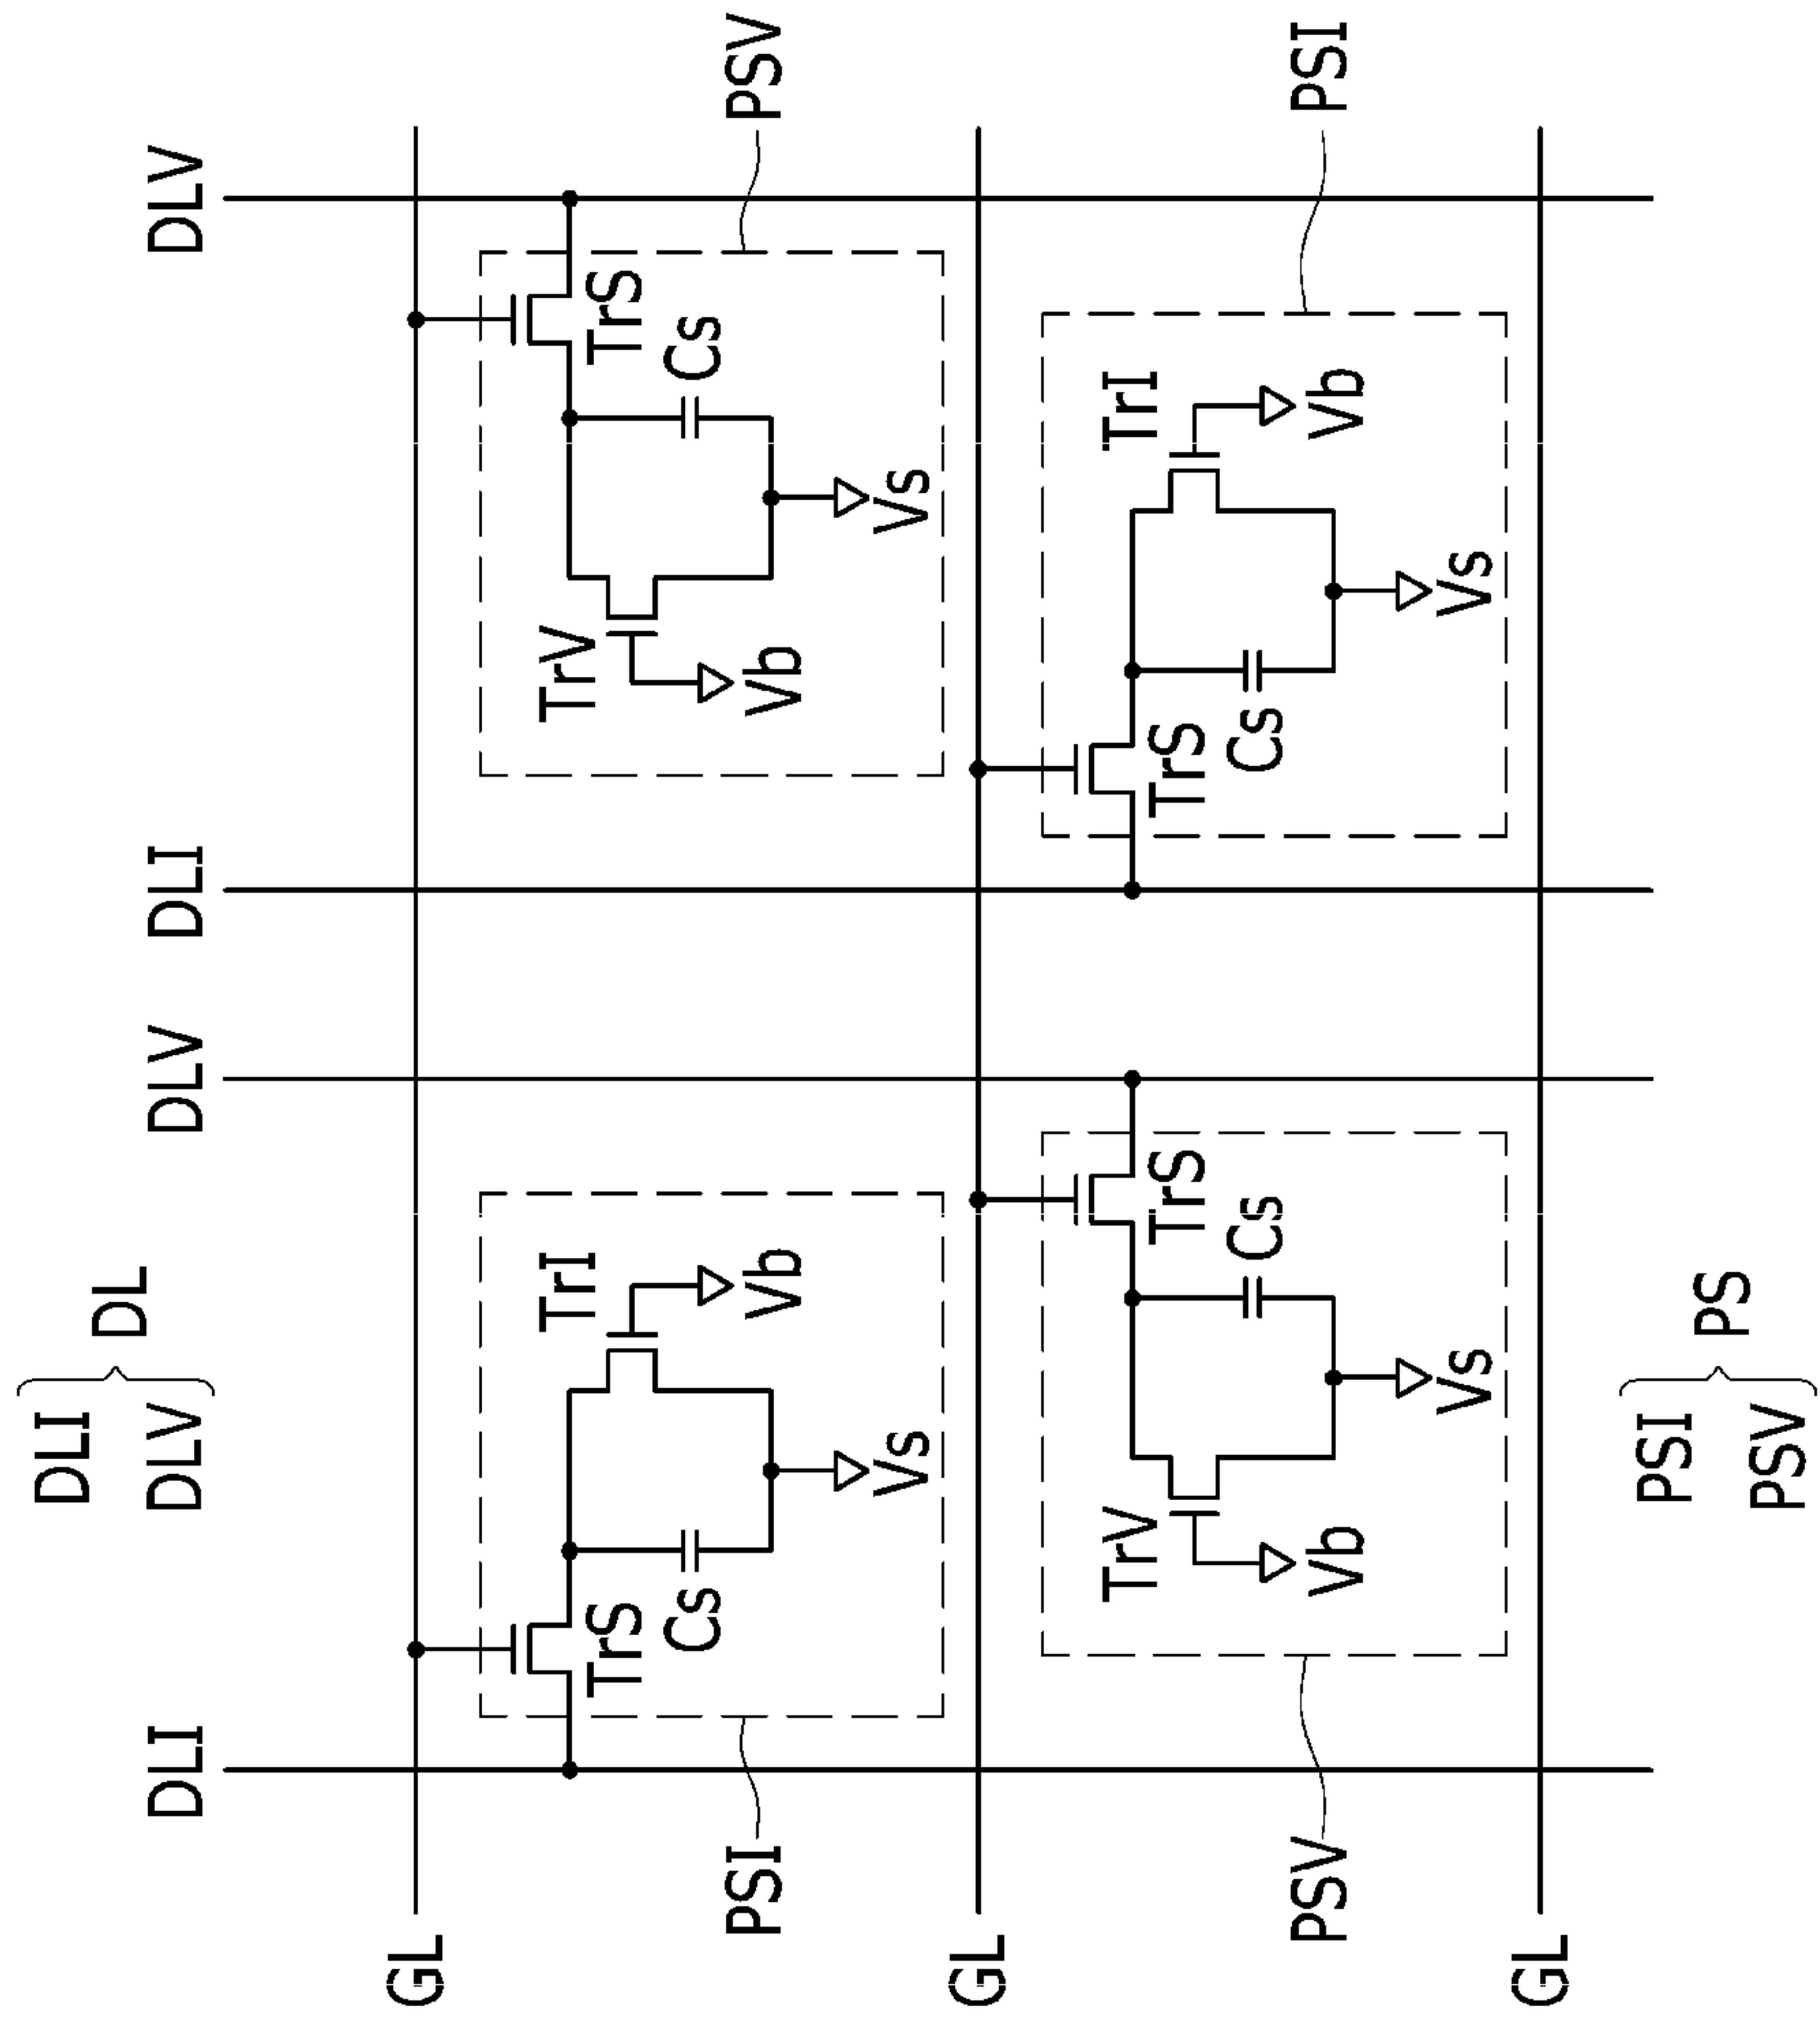 DLI
DL
DLV
DLI
DLV
DLI
DLV
GL
TrI
TrV
TrS
TrS
Cs
Cs
PSI
Vb
Vb
PSV
Vs
Vs
GL
TrV
TrI
TrS
TrS
Cs
Cs
PSV
Vb
Vb
PSI
Vs
Vs
GL
PSI
PS
PSV